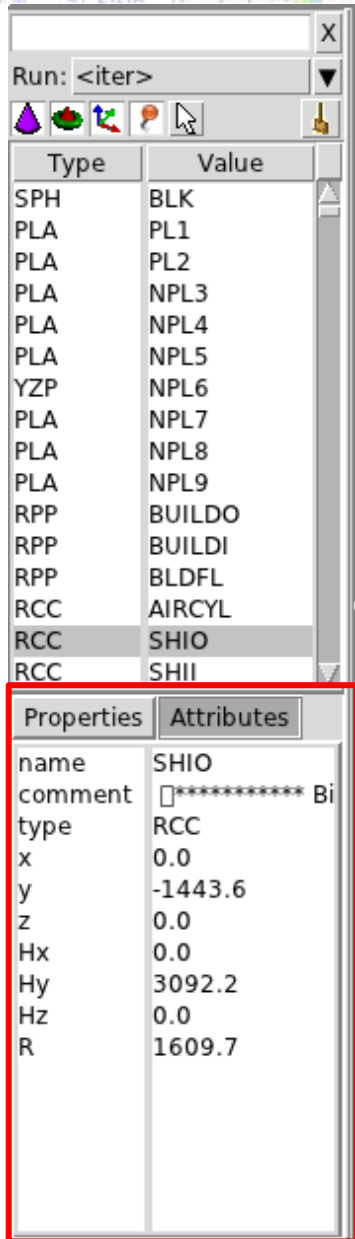 X
Run: <iter>
Type Value
SPH BLK
PLA PL1
PLA PL2
PLA NPL3
PLA NPL4
PLA NPL5
YZP NPL6
PLA NPL7
PLA NPL8
PLA NPL9
RPP BUILDO
RPP BUILDI
RPP BLDFL
RCC AIRCYL
RCC SHIO
RCC SHII
Properties Attributes
name SHIO
comment ▯*********** Bi
type RCC
x 0.0
y -1443.6
z 0.0
Hx 0.0
Hy 3092.2
Hz 0.0
R 1609.7